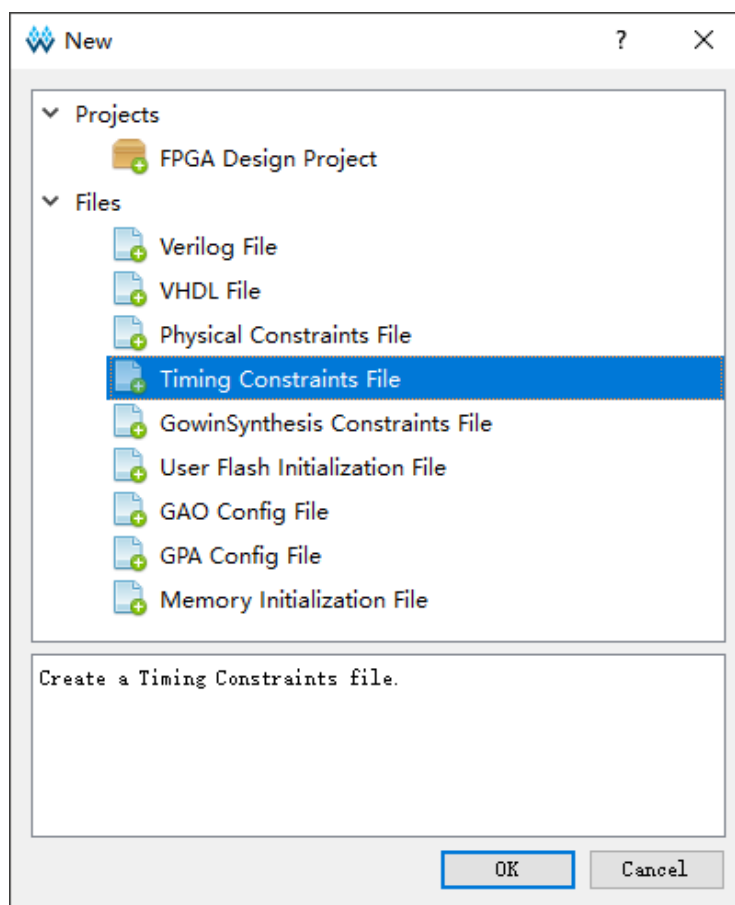 New
Projects
FPGA Design Project
Files
Verilog File
VHDL File
Physical Constraints File
Timing Constraints File
GowinSynthesis Constraints File
User Flash Initialization File
GAO Config File
GPA Config File
Memory Initialization File
Create a Timing Constraints file.
OK Cancel